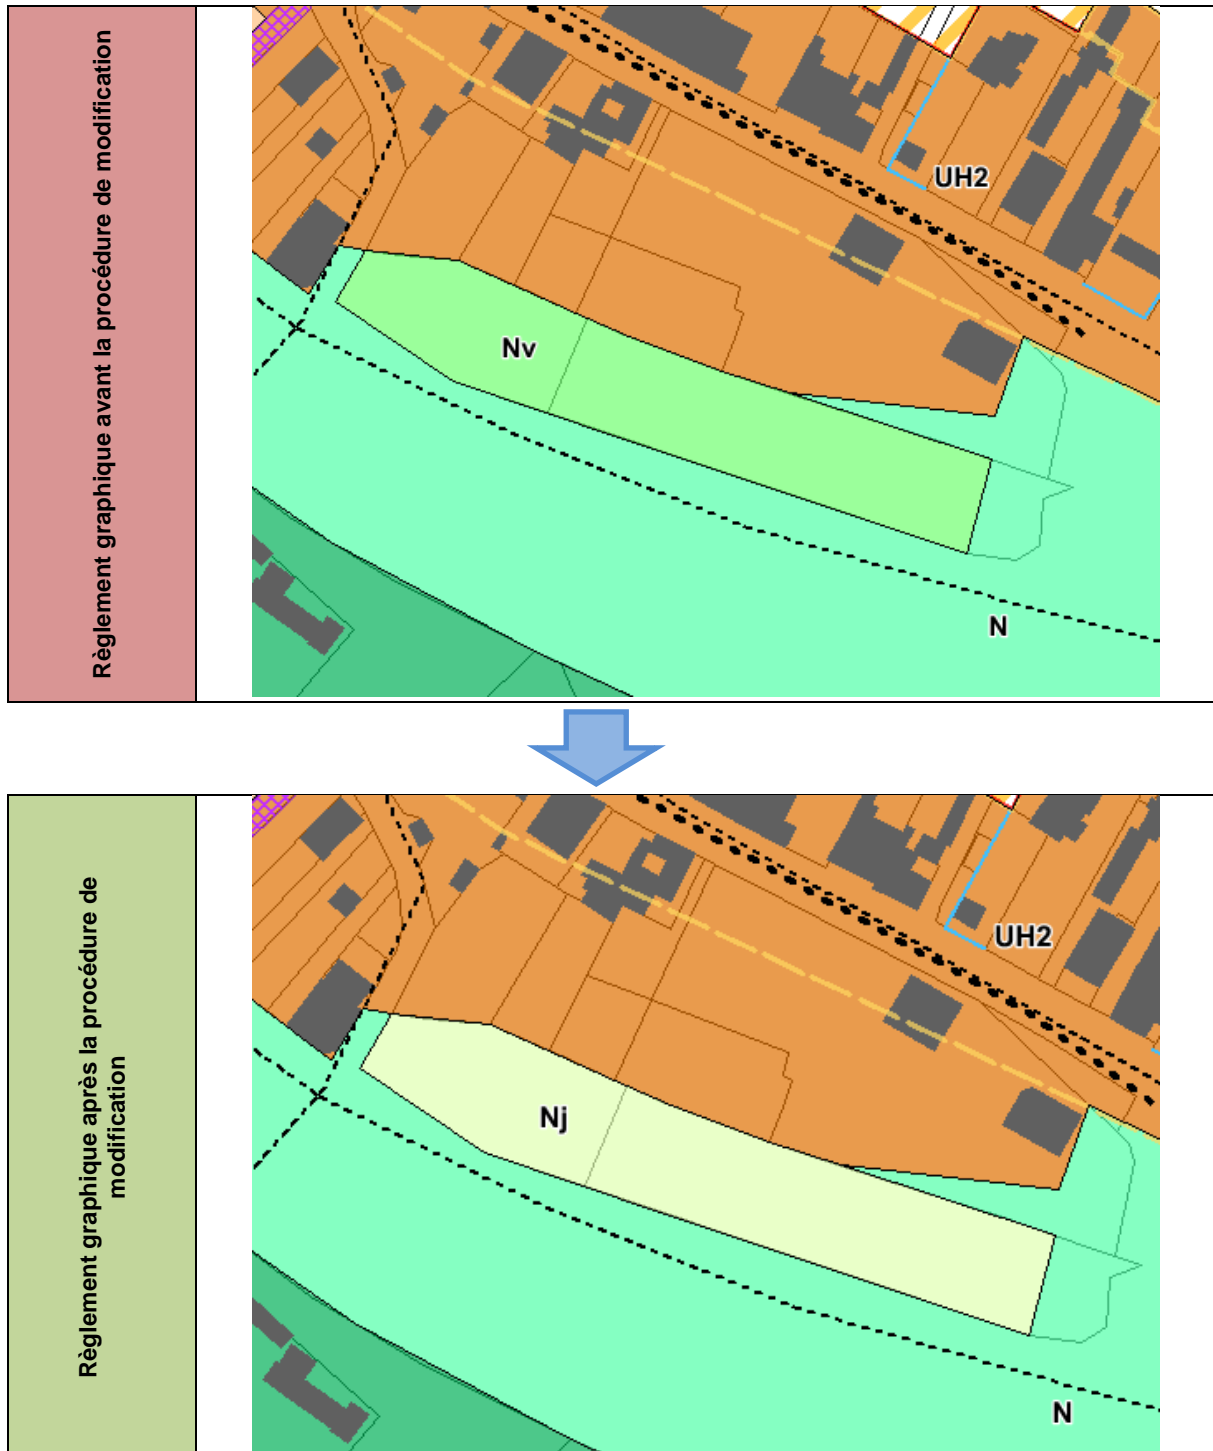 Règlement graphique avant la procédure de modification
UH2
Nv
N
Règlement graphique après la procédure de
modification
UH2
Nj
N